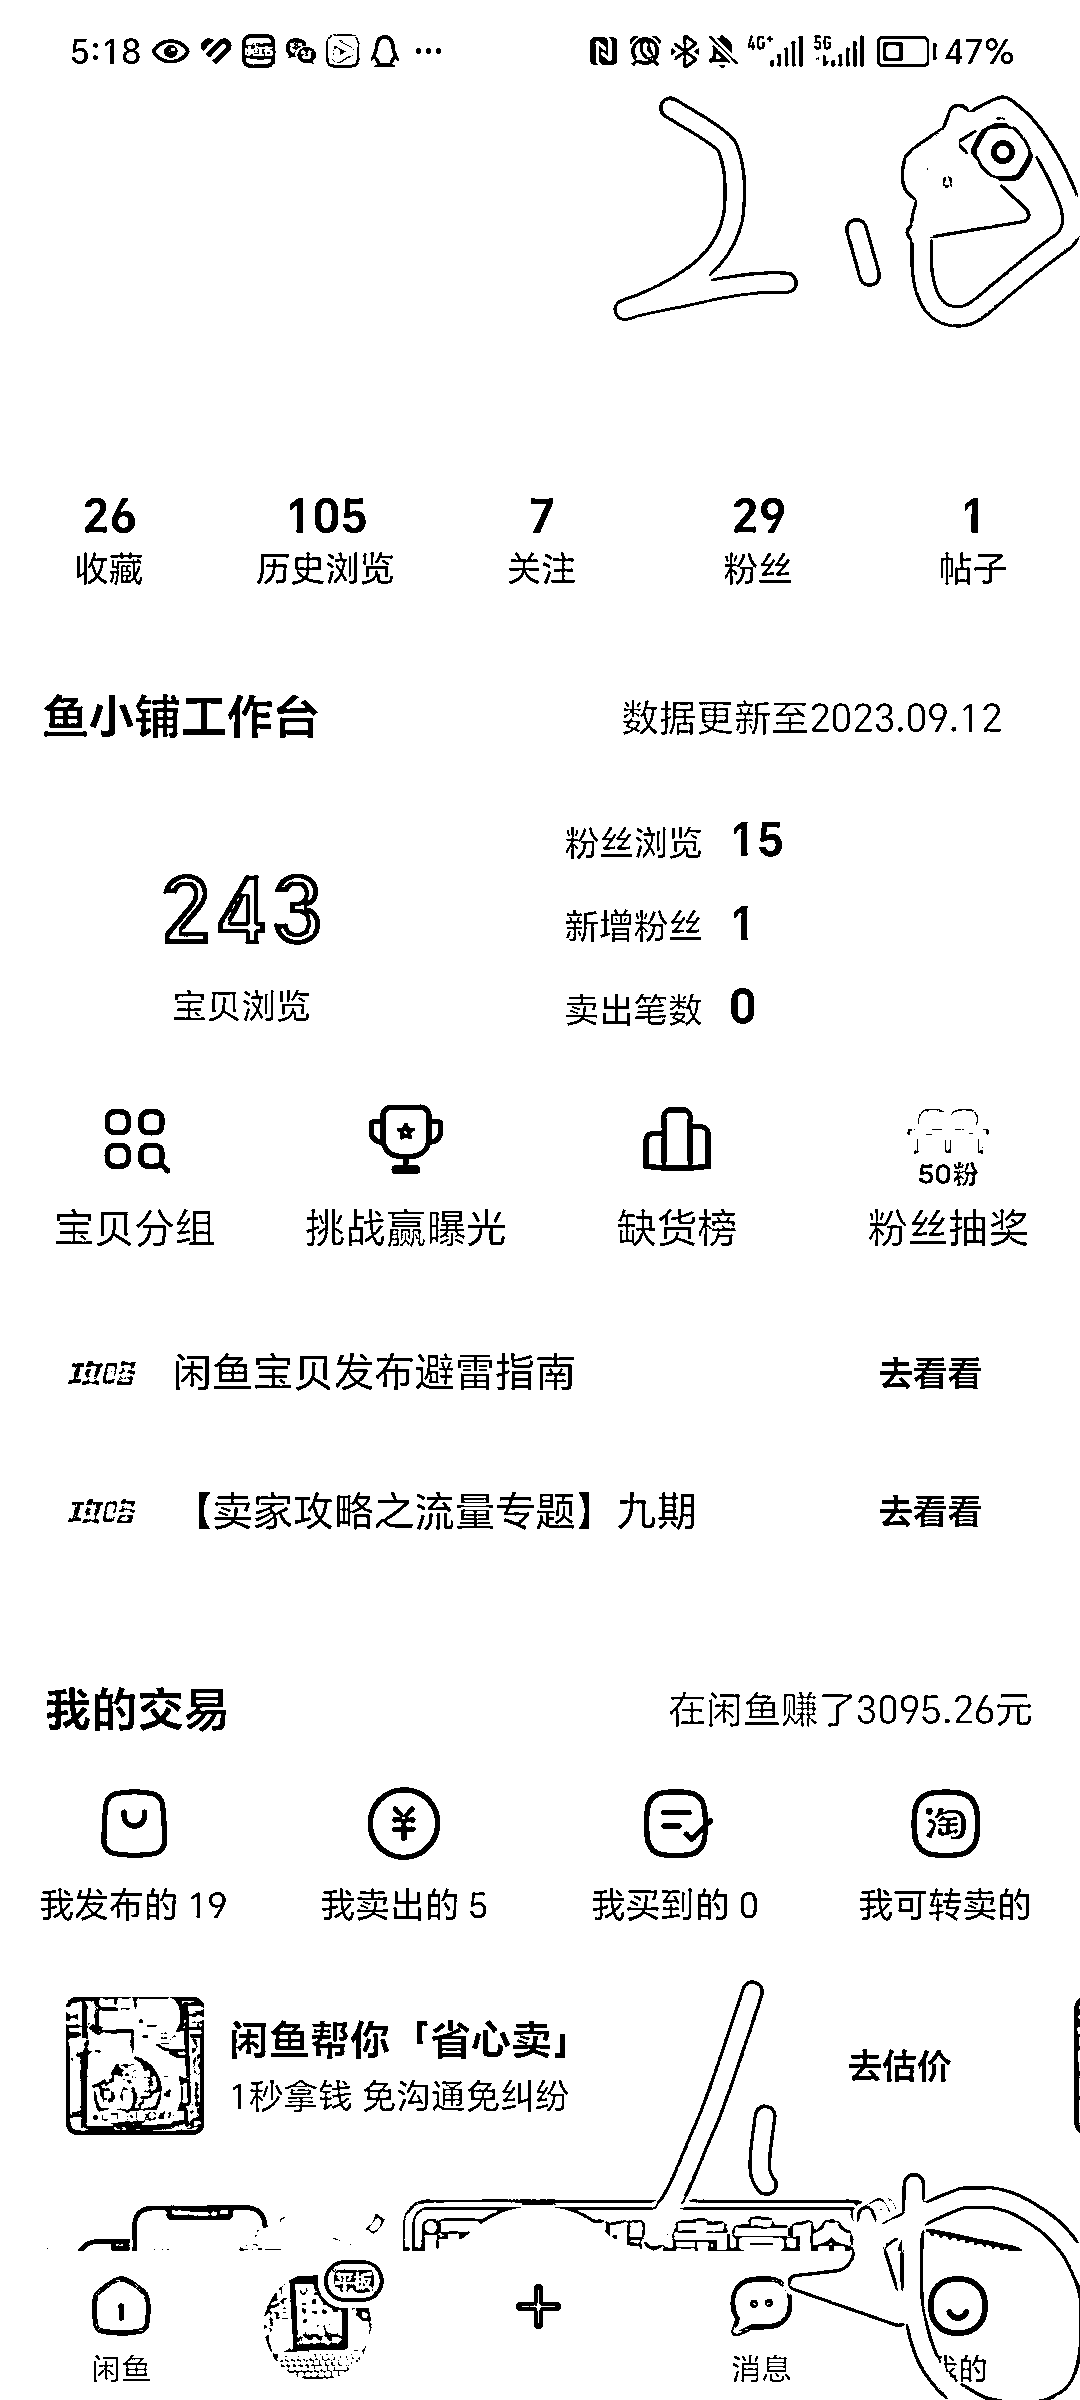 5:18 4G+ 5G 47%
26 105 7 29 1
收藏 历史浏览 关注 粉丝 帖子
鱼小铺工作台 数据更新至2023.09.12
粉丝浏览 15
243
新增粉丝 1
宝贝浏览
卖出笔数 0
50粉
宝贝分组 挑战赢曝光 缺货榜 粉丝抽奖
攻略 闲鱼宝贝发布避雷指南 去看看
攻略 【卖家攻略之流量专题】九期 去看看
我的交易 在闲鱼赚了3095.26元
淘
我发布的 19 我卖出的 5 我买到的 0 我可转卖的
闲鱼帮你「省心卖」
去估价
1秒拿钱 免沟通免纠纷
平板
闲鱼 消息 我的